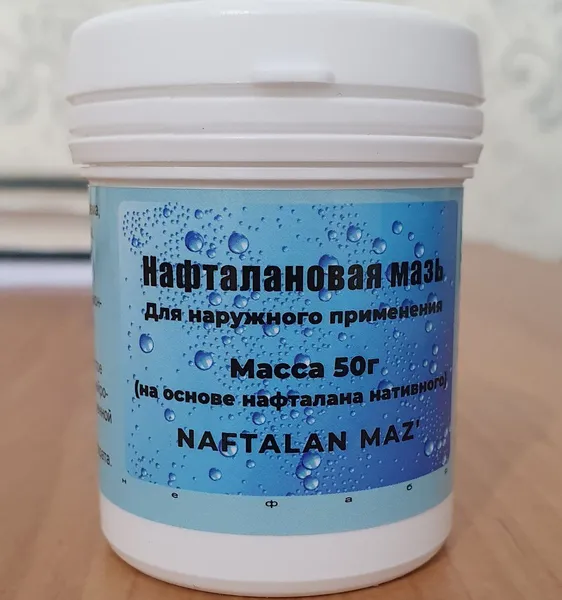 Нафталановая мазь
Для наружного применения
Масса 50г
(на основе нафталана нативного)
NAFTALAN MAZ'
н е ф а б